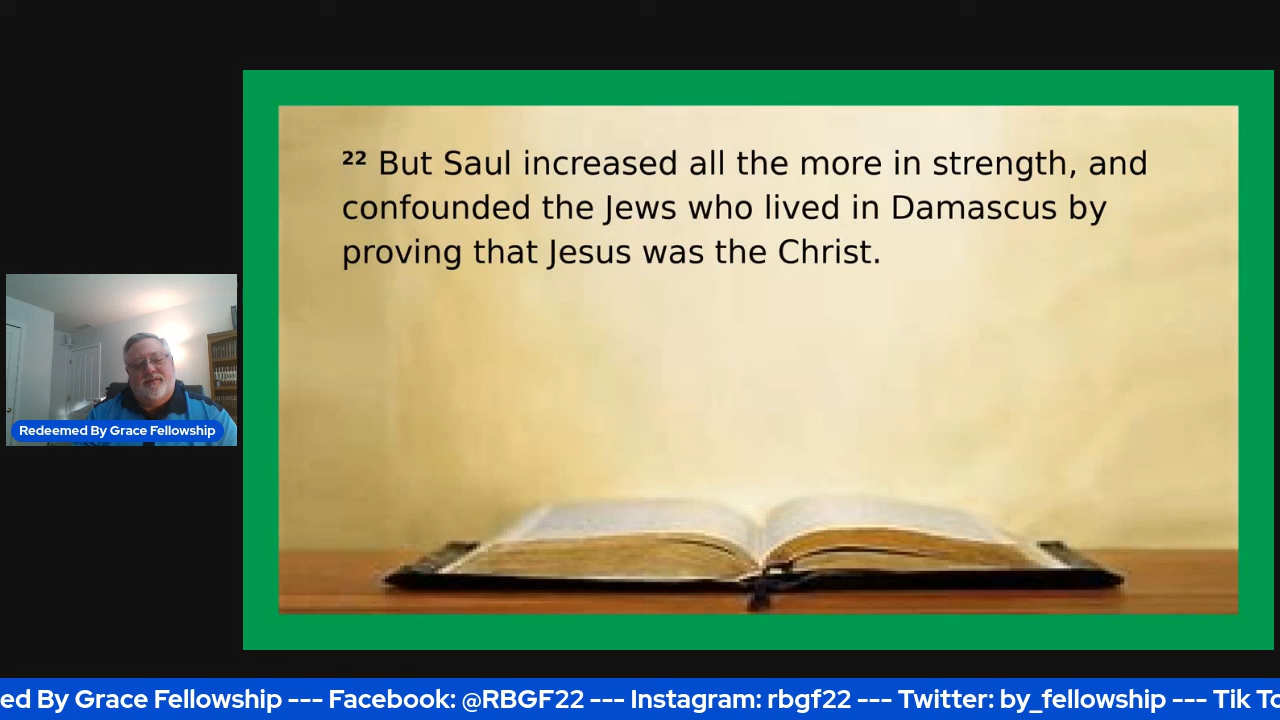 ²² But Saul increased all the more in strength, and
confounded the Jews who lived in Damascus by
proving that Jesus was the Christ.
Redeemed By Grace Fellowship
ed By Grace Fellowship --- Facebook: @RBGF22 --- Instagram: rbgf22 --- Twitter: by_fellowship --- Tik To